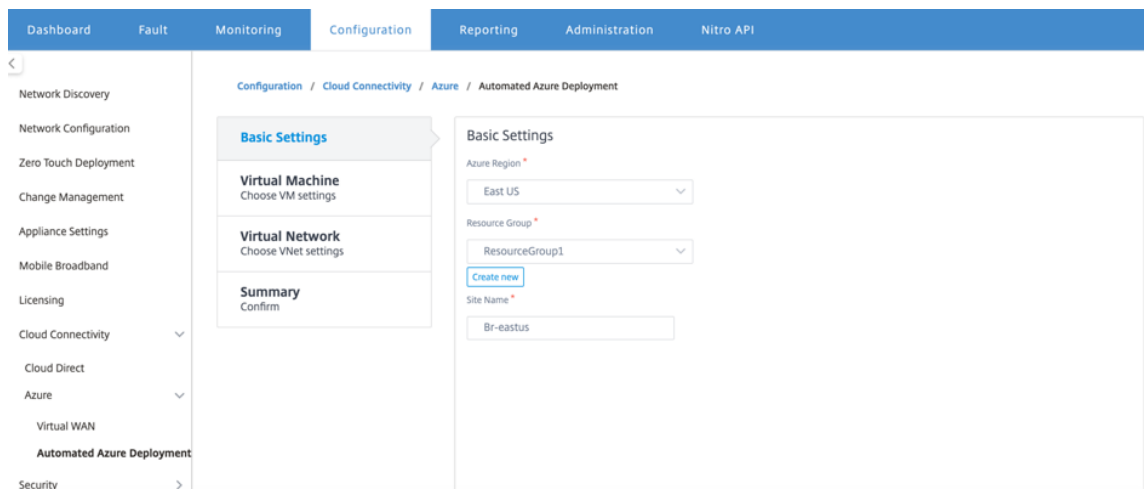 Dashboard Fault Monitoring Configuration Reporting Administration Nitro API
Network Discovery
Network Configuration
Zero Touch Deployment
Change Management
Appliance Settings
Mobile Broadband
Licensing
Cloud Connectivity
Cloud Direct
Azure
Virtual WAN
Automated Azure Deployment
Security
Configuration / Cloud Connectivity / Azure / Automated Azure Deployment
Basic Settings
Virtual Machine
Choose VM settings
Virtual Network
Choose VNet settings
Summary
Confirm
Basic Settings
Azure Region *
East US
Resource Group *
ResourceGroup1
Create new
Site Name *
Br-eastus